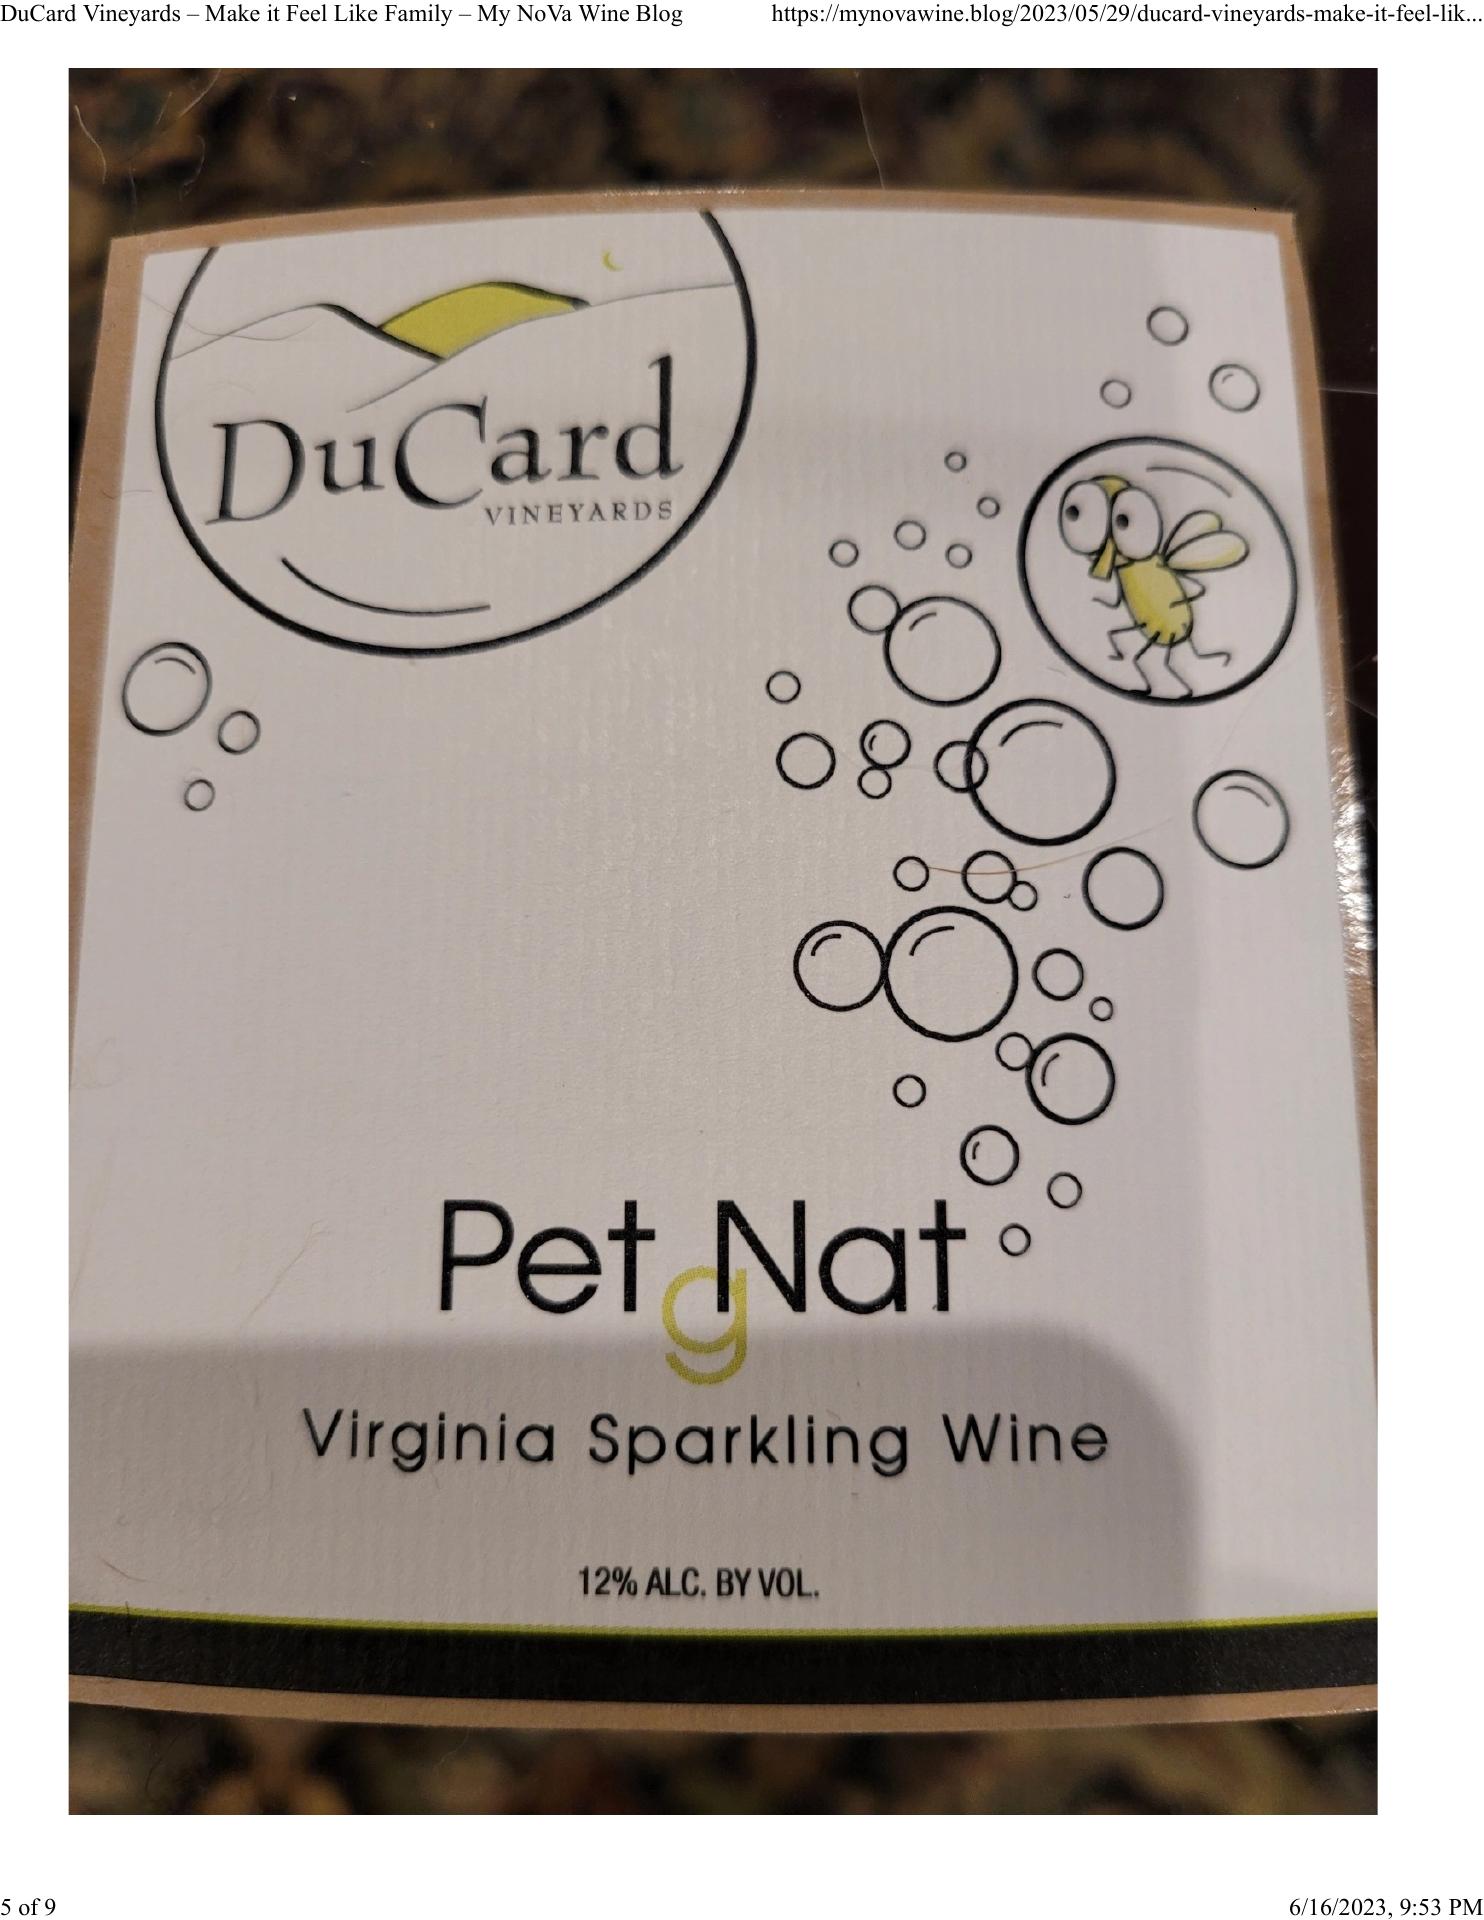 DuCard Vineyards – Make it Feel Like Family – My NoVa Wine Blog
https://mynovawine.blog/2023/05/29/ducard-vineyards-make-it-feel-lik...
DuCard
VINEYARDS
Pet gNat
Virginia Sparkling Wine
12% ALC. BY VOL.
5 of 9
6/16/2023, 9:53 PM